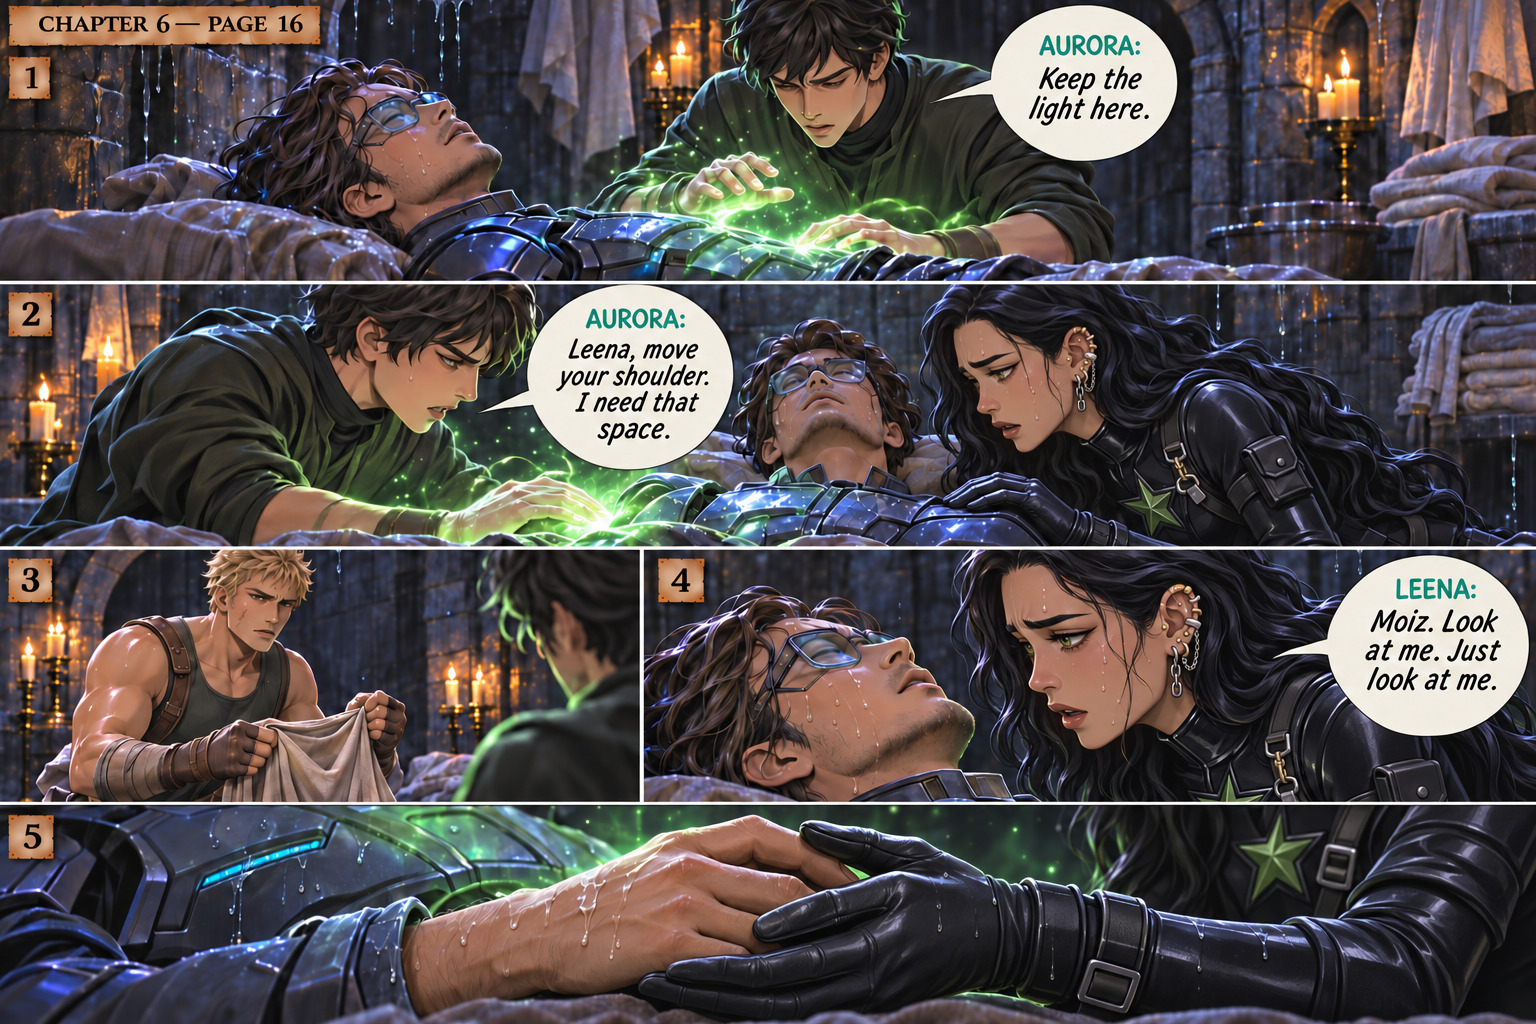 CHAPTER 6 — PAGE 16
1
AURORA:
Keep the
light here.
2
AURORA:
Leena, move
your shoulder.
I need that
space.
3
4
LEENA:
Moiz. Look
at me. Just
look at me.
5